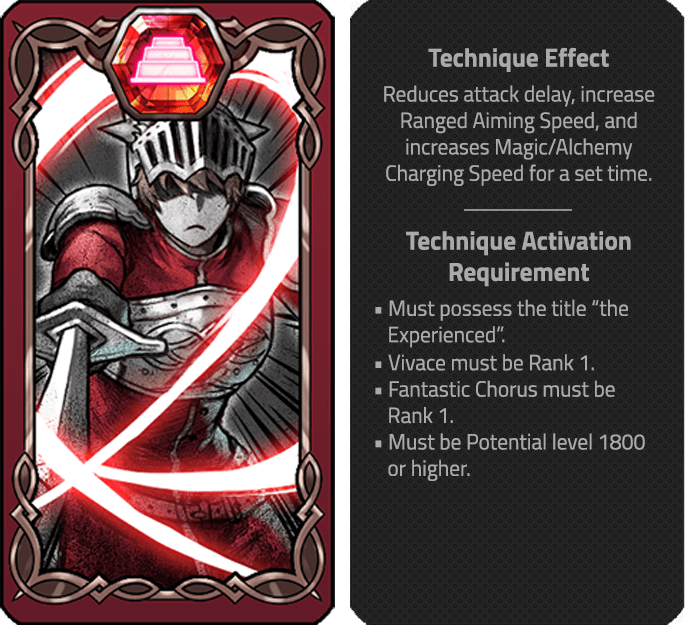 Technique Effect
Reduces attack delay, increase
Ranged Aiming Speed, and
increases Magic/Alchemy
Charging Speed for a set time.
Technique Activation
Requirement
▪ Must possess the title “the
Experienced”.
▪ Vivace must be Rank 1.
▪ Fantastic Chorus must be
Rank 1.
▪ Must be Potential level 1800
or higher.